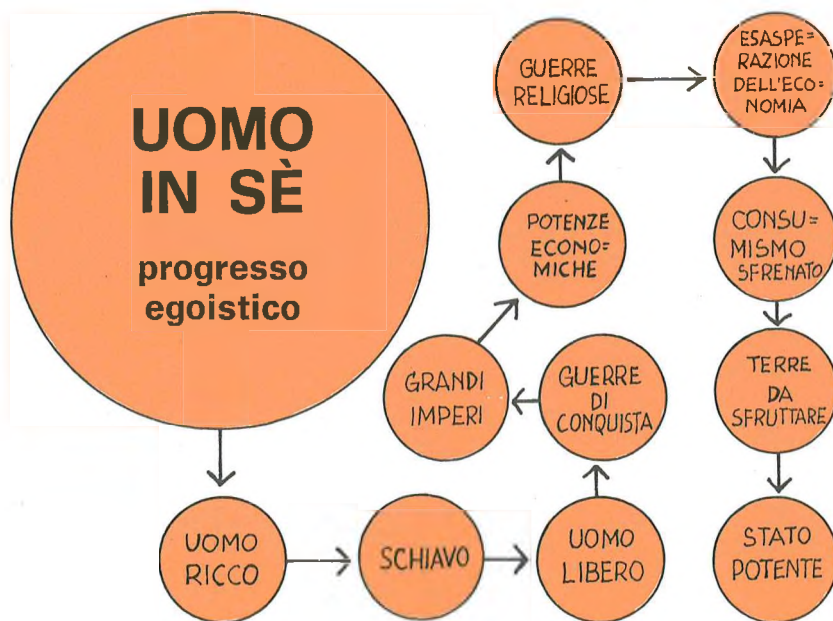 UOMO
IN SÈ
progresso
egoistico
UOMO
RICCO
SCHIAVO
UOMO
LIBERO
GUERRE
DI
CONQUISTA
GRANDI
IMPERI
POTENZE
ECONO=
MICHE
GUERRE
RELIGIOSE
ESASPE=
RAZIONE
DELL'ECO=
NOMIA
CONSU=
MISMO
SFRENATO
TERRE
DA
SFRUTTARE
STATO
POTENTE